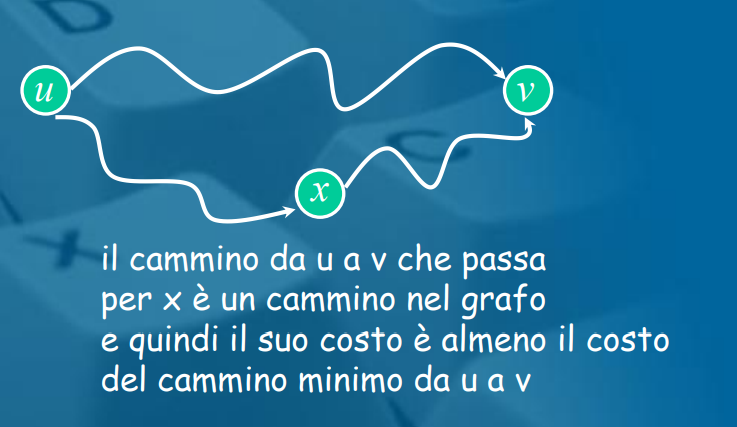 u
v
x
il cammino da u a v che passa
per x è un cammino nel grafo
e quindi il suo costo è almeno il costo
del cammino minimo da u a v